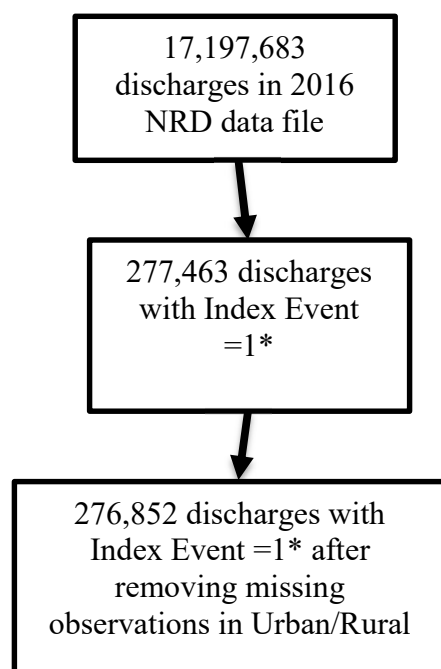 17,197,683
discharges in 2016
NRD data file
277,463 discharges
with Index Event
=1*
276,852 discharges with
Index Event =1* after
removing missing
observations in Urban/Rural